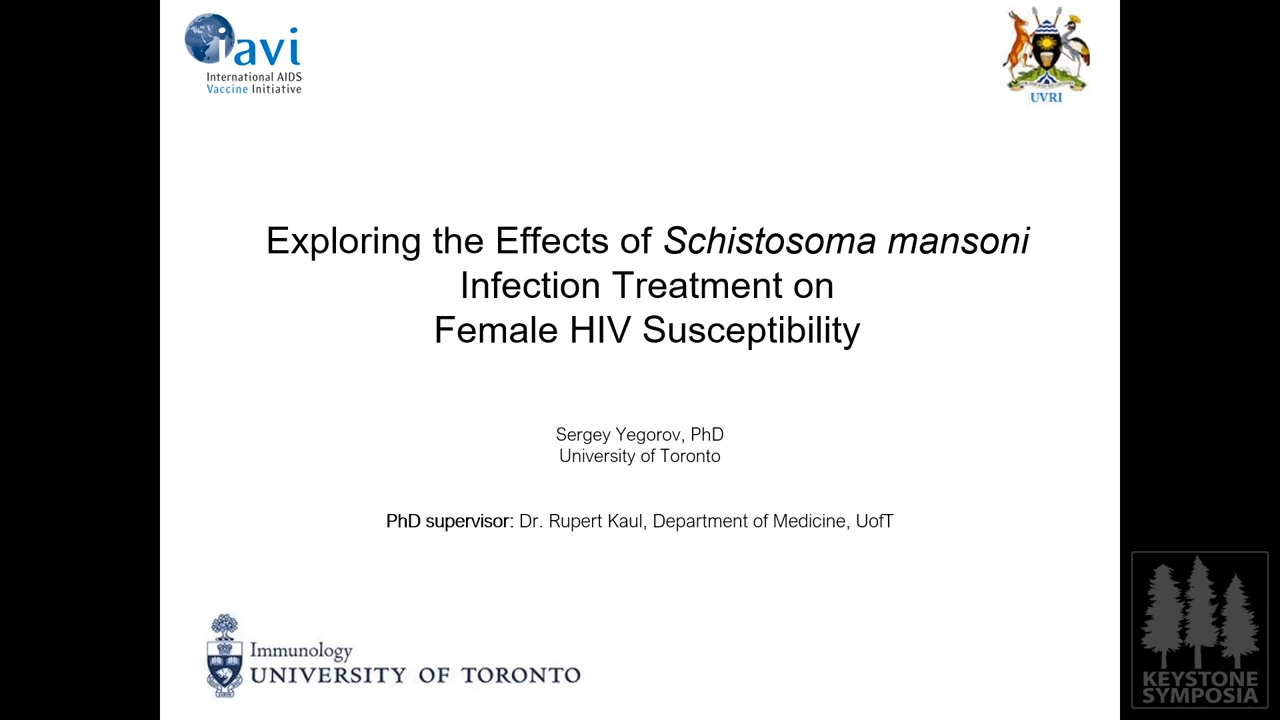 iavi
International AIDS
Vaccine Initiative
UVRI
Exploring the Effects of Schistosoma mansoni
Infection Treatment on
Female HIV Susceptibility
Sergey Yegorov, PhD
University of Toronto
PhD supervisor: Dr. Rupert Kaul, Department of Medicine, UofT
Immunology
UNIVERSITY OF TORONTO
KEYSTONE
SYMPOSIA